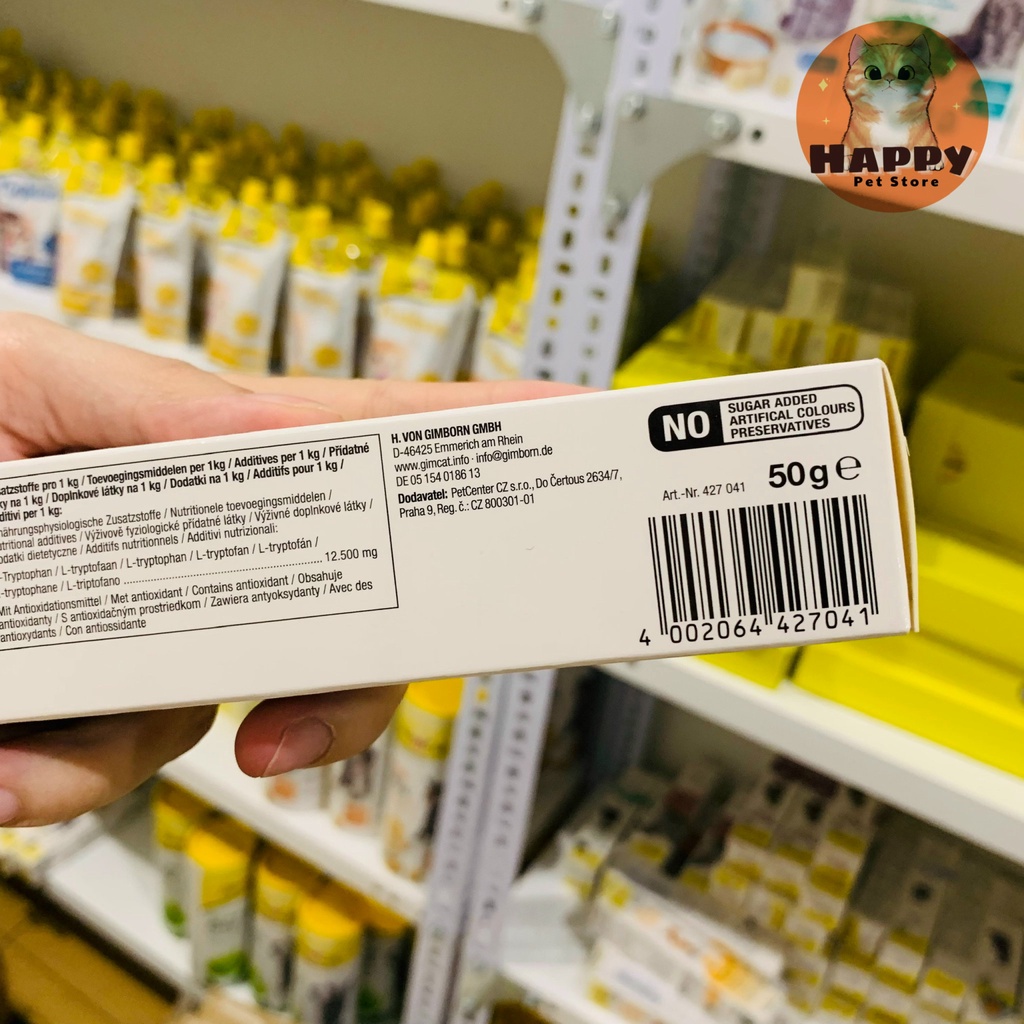 HAPPY
Pet Store
satzstoffe pro 1 kg / Toevoegingsmiddelen per 1kg / Additives per 1 kg / Přídatné
ky na 1 kg / Doplnkové látky na 1 kg / Dodatki na 1 kg / Additifs pour 1 kg /
ditivi per 1 kg:
nährungsphysiologische Zusatzstoffe / Nutritionele toevoegingsmiddelen /
utritional additives / Výživově fyziologické přídatné látky / Výživné doplnkové látky /
odatki dietetyczne / Additifs nutritionnels / Additivi nutrizionali:
-Tryptophan / L-tryptofaan / L-tryptophan / L-tryptofan / L-tryptofán /
-tryptophane / L-triptofano ........ 12.500 mg
Mit Antioxidationsmittel / Met antioxidant / Contains antioxidant / Obsahuje
antioxidanty / S antioxidačným prostriedkom / Zawiera antyoksydanty / Avec des
antioxydants / Con antiossidante
H. VON GIMBORN GMBH
D-46425 Emmerich am Rhein
www.gimcat.info · info@gimborn.de
DE 05 154 0186 13
Dodavatel: PetCenter CZ s.r.o., Do Čertous 2634/7,
Praha 9, Reg. č.: CZ 800301-01
NO
SUGAR ADDED
ARTIFICAL COLOURS
PRESERVATIVES
50 g ℮
Art.-Nr. 427 041
4 002064 427041